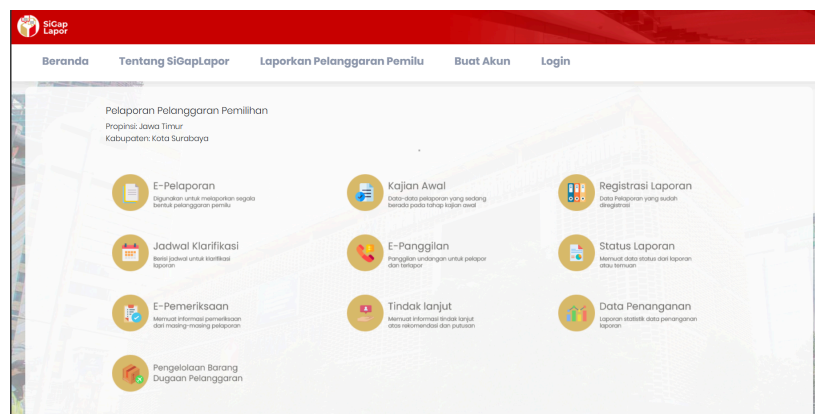 SiGap
Lapor
Beranda
Tentang SiGapLapor
Laporkan Pelanggaran Pemilu
Buat Akun
Login
Pelaporan Pelanggaran Pemilihan
Propinsi: Jawa Timur
Kabupaten: Kota Surabaya
E-Pelaporan
Digunakan untuk melaporkan segala
bentuk pelanggaran pemilu
Kajian Awal
Data-data pelaporan yang sedang
berada pada tahap kajian awal
Registrasi Laporan
Data Pelaporan yang sudah
diregistrasi
Jadwal Klarifikasi
Berisi jadwal untuk klarifikasi
laporan
E-Panggilan
Panggilan undangan untuk pelapor
dan terlapor
Status Laporan
Memuat data status dari laporan
atau temuan
E-Pemeriksaan
Memuat informasi pemeriksaan
dari masing-masing pelaporan
Tindak lanjut
Memuat informasi tindak lanjut
atas rekomendasi dan putusan
Data Penanganan
Laporan statistik data penanganan
laporan
Pengelolaan Barang
Dugaan Pelanggaran